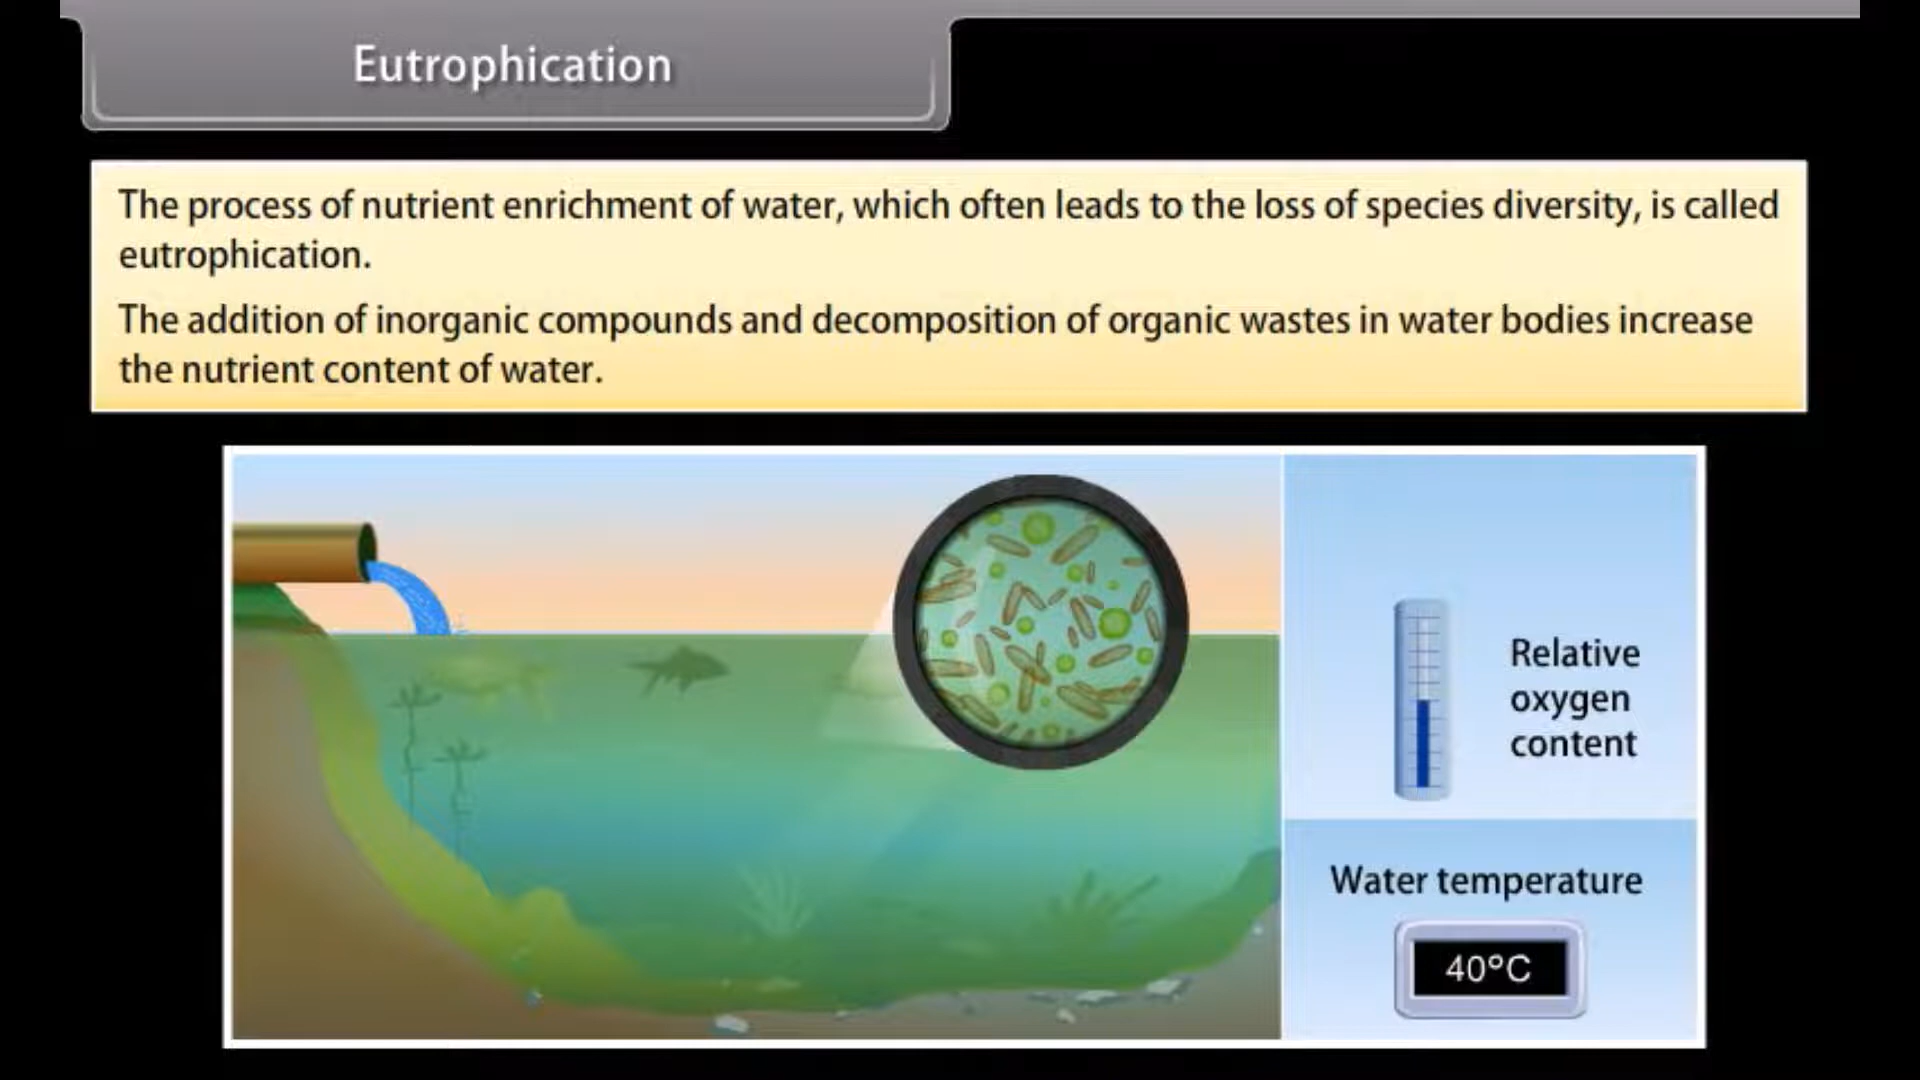 Eutrophication
The process of nutrient enrichment of water, which often leads to the loss of species diversity, is called
eutrophication.
The addition of inorganic compounds and decomposition of organic wastes in water bodies increase
the nutrient content of water.
Relative
oxygen
content
Water temperature
40°C